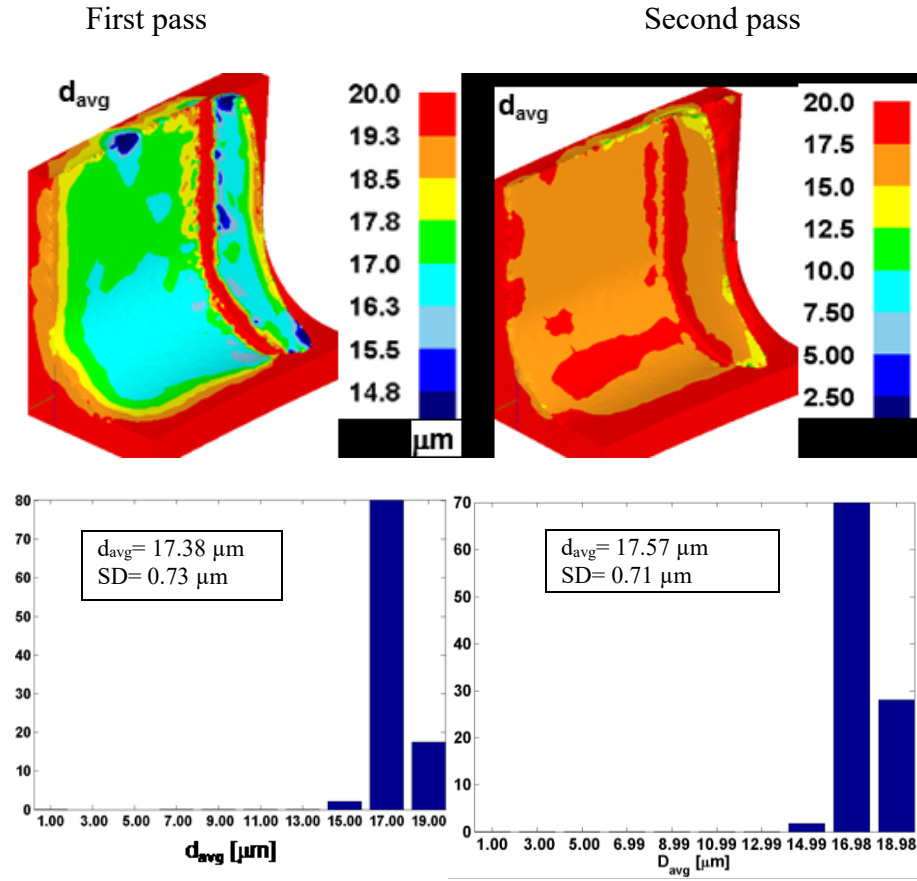 First pass
Second pass
davg
20.0
19.3
18.5
17.8
17.0
16.3
15.5
14.8
μm
davg
20.0
17.5
15.0
12.5
10.0
7.50
5.00
2.50
80
70
60
50
40
30
20
10
0
davg= 17.38 µm
SD= 0.73 µm
1.00 3.00 5.00 7.00 9.00 11.00 13.00 15.00 17.00 19.00
davg [μm]
70
60
50
40
30
20
10
0
davg= 17.57 µm
SD= 0.71 µm
1.00 3.00 5.00 6.99 8.99 10.99 12.99 14.99 16.98 18.98
Davg [μm]